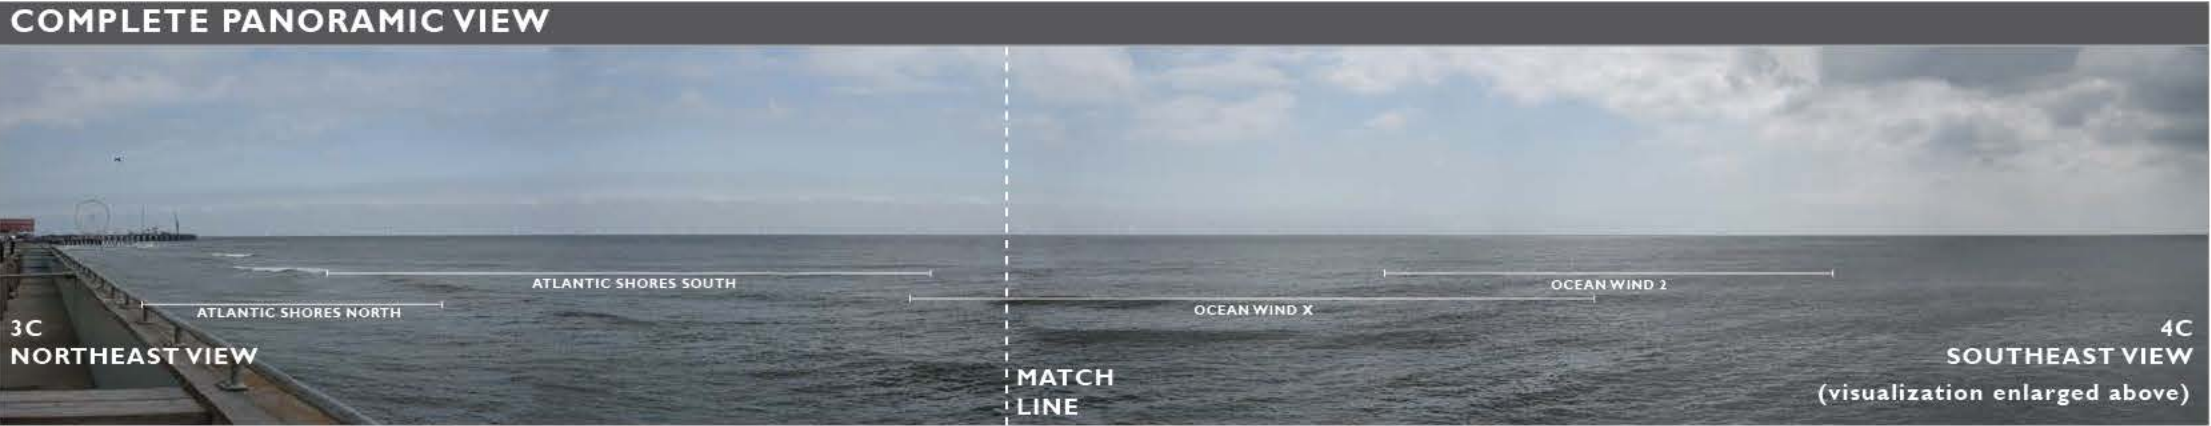 COMPLETE PANORAMIC VIEW
ATLANTIC SHORES SOUTH
OCEAN WIND 2
ATLANTIC SHORES NORTH
OCEAN WIND X
3C
NORTHEAST VIEW
4C
SOUTHEAST VIEW
(visualization enlarged above)
MATCH
LINE